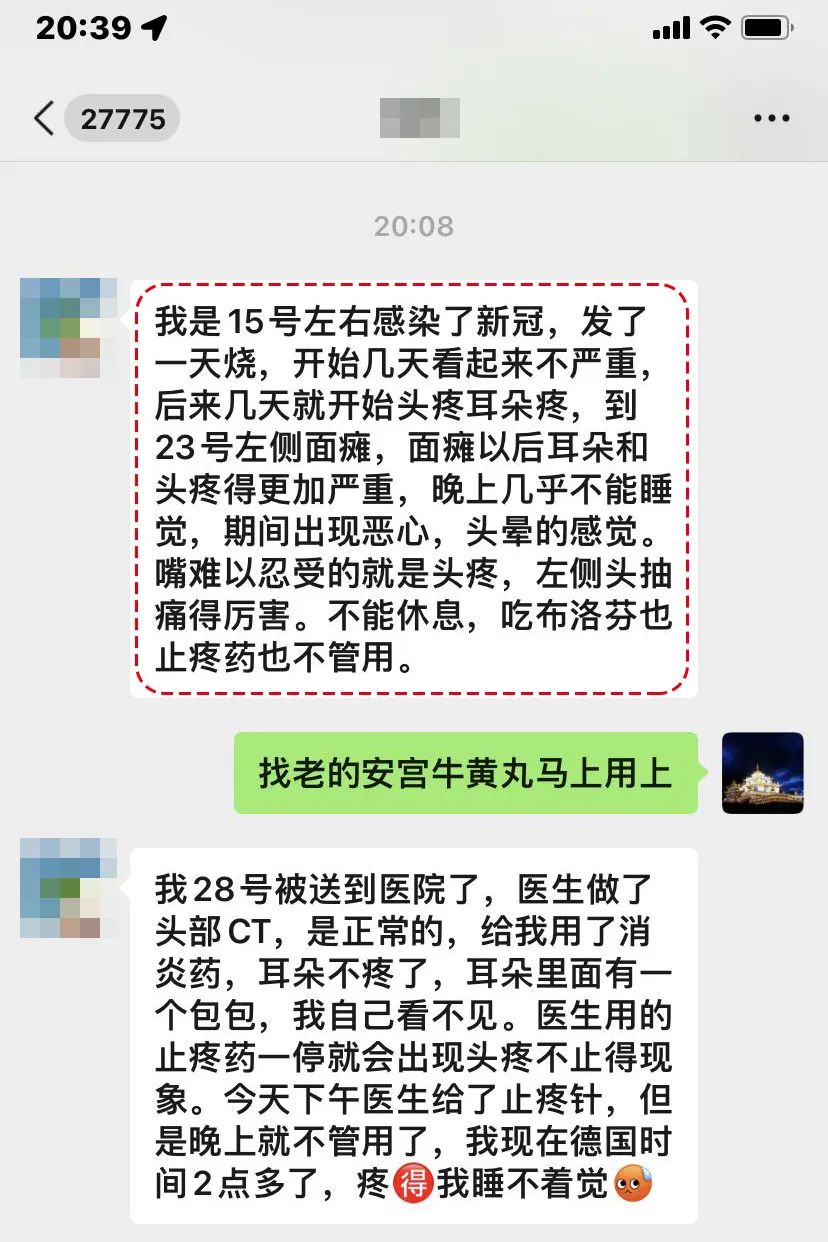 20:39
27775
20:08
我是15号左右感染了新冠，发了
一天烧，开始几天看起来不严重，
后来几天就开始头疼耳朵疼，到
23号左侧面瘫，面瘫以后耳朵和
头疼得更加严重，晚上几乎不能睡
觉，期间出现恶心，头晕的感觉。
嘴难以忍受的就是头疼，左侧头抽
痛得厉害。不能休息，吃布洛芬也
止疼药也不管用。
找老的安宫牛黄丸马上用上
我28号被送到医院了，医生做了
头部CT，是正常的，给我用了消
炎药，耳朵不疼了，耳朵里面有一
个包包，我自己看不见。医生用的
止疼药一停就会出现头疼不止得现
象。今天下午医生给了止疼针，但
是晚上就不管用了，我现在德国时
间2点多了，疼🉐我睡不着觉😥